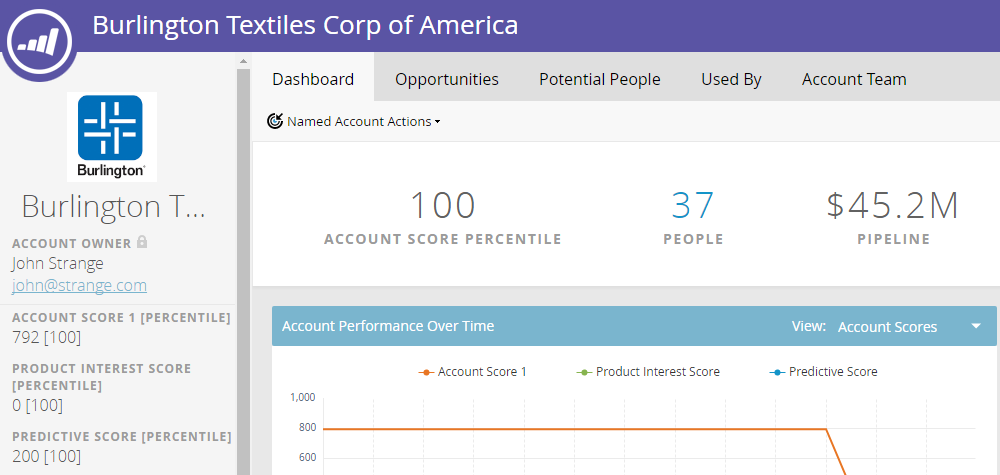 Burlington Textiles Corp of America
Burlington
Burlington T...
ACCOUNT OWNER
John Strange
john@strange.com
ACCOUNT SCORE 1 [PERCENTILE]
792 [100]
PRODUCT INTEREST SCORE
[PERCENTILE]
0 [100]
PREDICTIVE SCORE [PERCENTILE]
200 [100]
Dashboard Opportunities Potential People Used By Account Team
Named Account Actions
100 37 $45.2M
ACCOUNT SCORE PERCENTILE PEOPLE PIPELINE
Account Performance Over Time View: Account Scores
Account Score 1 Product Interest Score Predictive Score
1,000
800
600